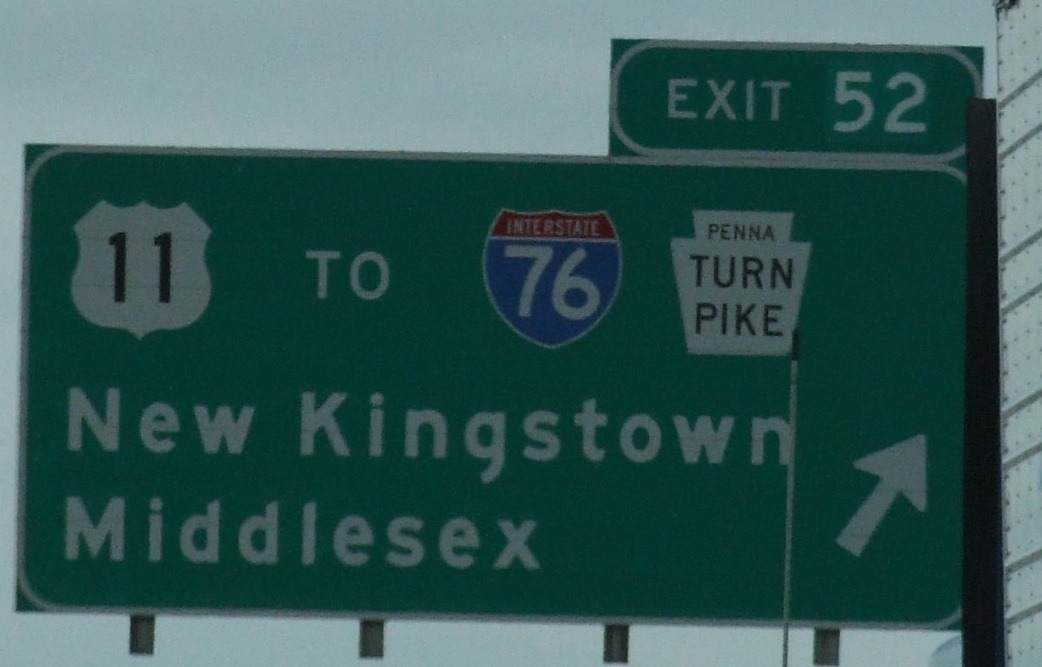 EXIT 52
11 TO INTERSTATE 76 PENNA TURN PIKE
New Kingstown
Middlesex